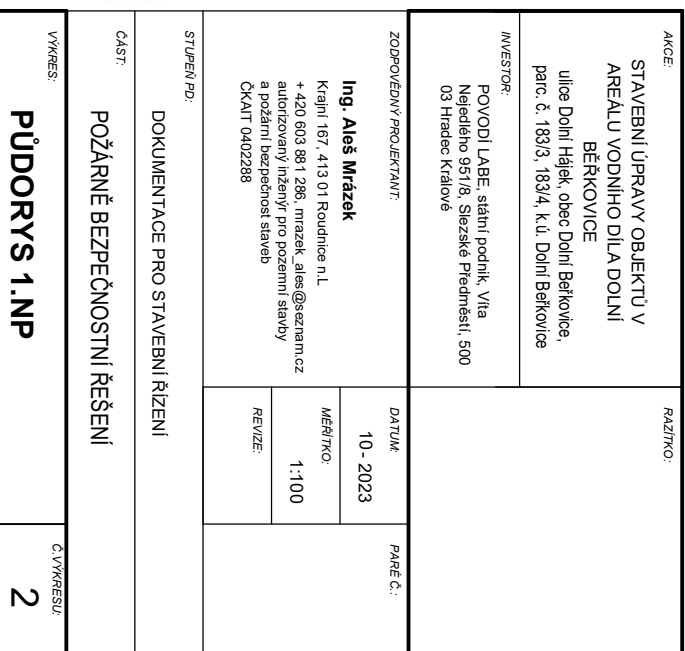 AKCE:
STAVEBNÍ ÚPRAVY OBJEKTŮ V
AREÁLU VODNÍHO DÍLA DOLNÍ
BĚŘKOVICE
ulice Dolní Hájek, obec Dolní Beřkovice,
parc. č. 183/3, 183/4, k.ú. Dolní Beřkovice
RAZÍTKO:
INVESTOR:
POVODÍ LABE, státní podnik, Víta
Nejedlého 951/8, Slezské Předměstí, 500
03 Hradec Králové
ZODPOVĚDNÝ PROJEKTANT:
Ing. Aleš Mrázek
Krajní 167, 413 01 Roudnice n.L
+ 420 603 88 1 286, mrazek_ales@seznam.cz
autorizovaný inženýr pro pozemní stavby
a požární bezpečnost staveb
ČKAIT 0402288
DATUM:
10- 2023
MĚŘÍTKO:
1:100
REVIZE:
PARÉ Č.:
STUPEŇ PD:
DOKUMENTACE PRO STAVEBNÍ ŘÍZENÍ
ČÁST:
POŽÁRNĚ BEZPEČNOSTNÍ ŘEŠENÍ
VÝKRES:
PŮDORYS 1.NP
Č.VÝKRESU:
2